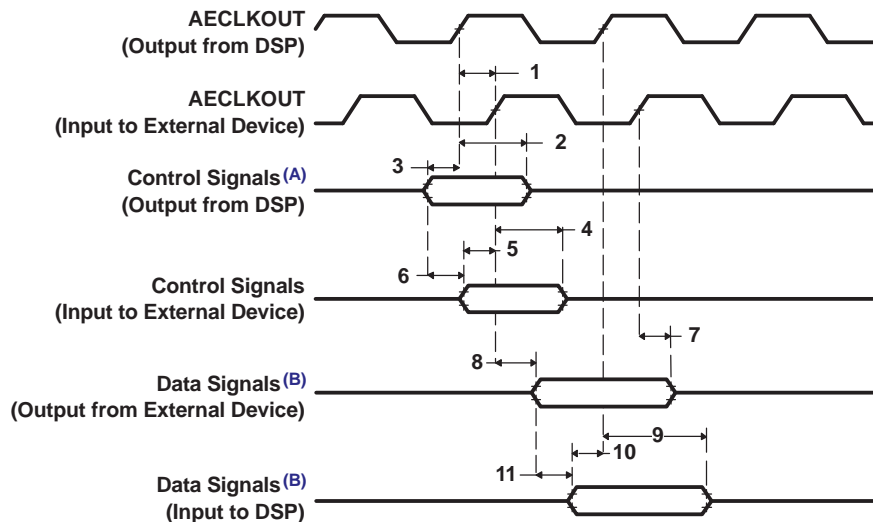 AECLKOUT
(Output from DSP)
1
AECLKOUT
(Input to External Device)
2
3
Control Signals(A)
(Output from DSP)
4
5
6
Control Signals
(Input to External Device)
7
8
Data Signals(B)
(Output from External Device)
9
10
11
Data Signals(B)
(Input to DSP)